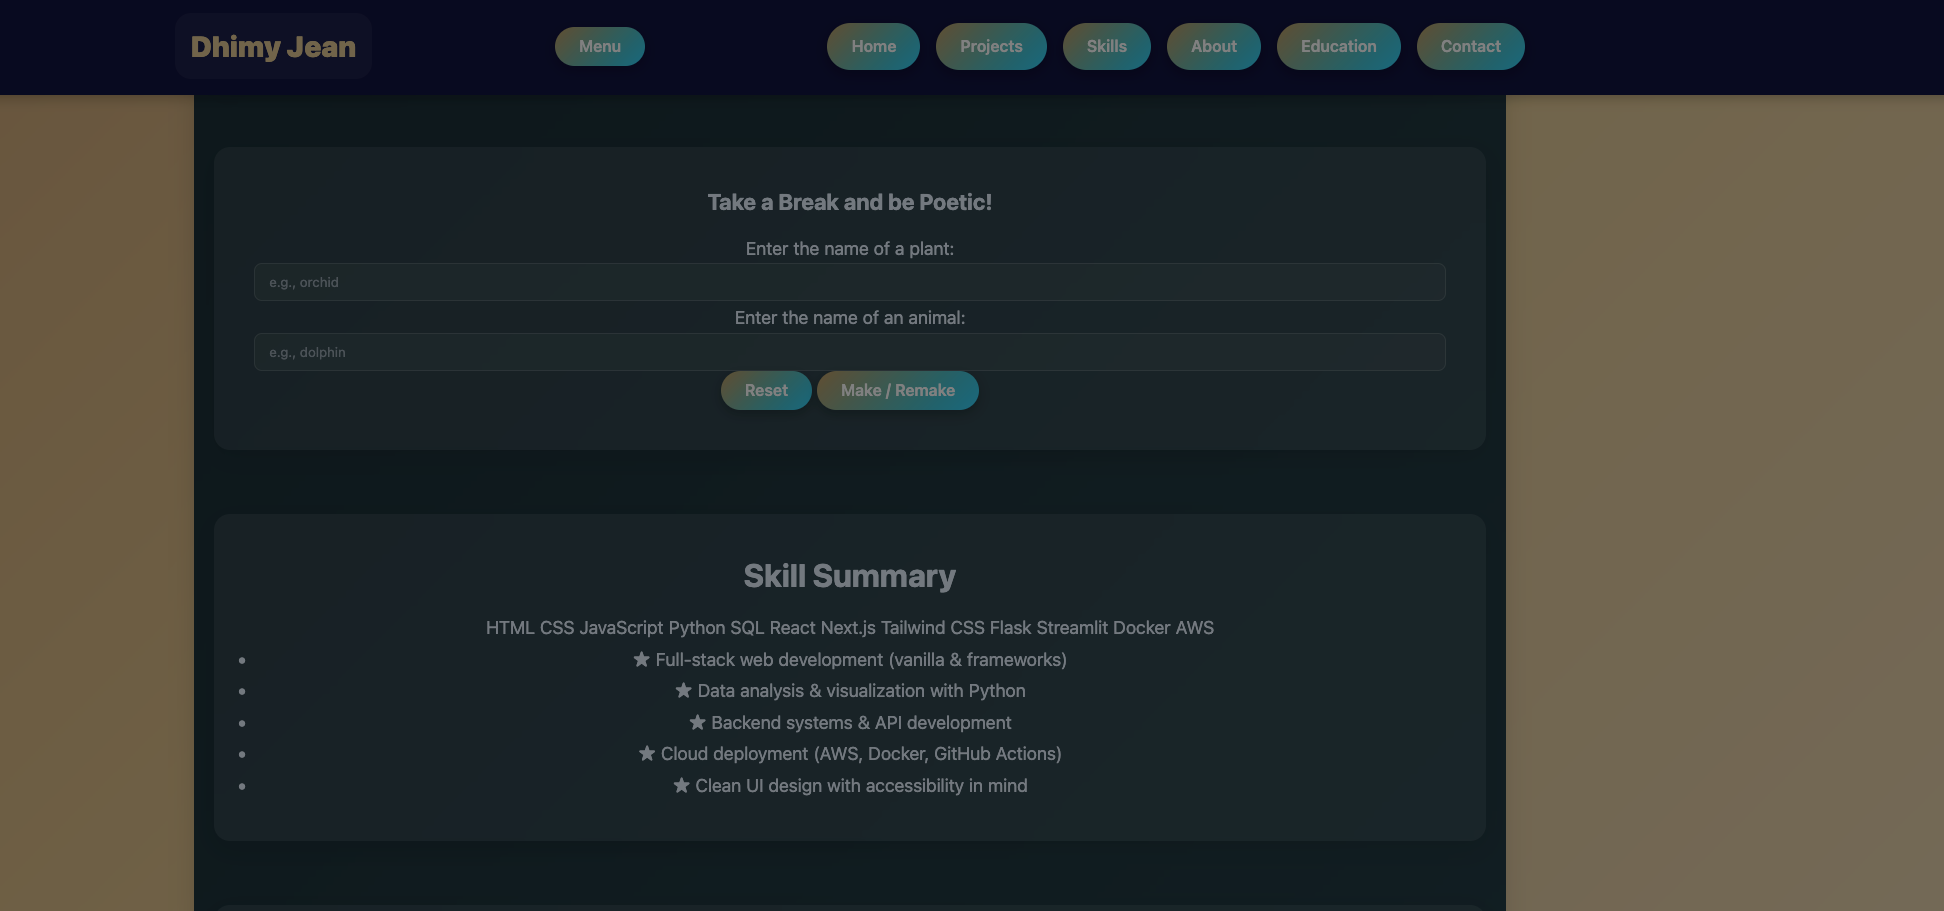 Dhimy Jean
Menu
Home
Projects
Skills
About
Education
Contact
Take a Break and be Poetic!
Enter the name of a plant:
e.g., orchid
Enter the name of an animal:
e.g., dolphin
Reset
Make / Remake
Skill Summary
HTML CSS JavaScript Python SQL React Next.js Tailwind CSS Flask Streamlit Docker AWS
• ★ Full-stack web development (vanilla & frameworks)
• ★ Data analysis & visualization with Python
• ★ Backend systems & API development
• ★ Cloud deployment (AWS, Docker, GitHub Actions)
• ★ Clean UI design with accessibility in mind